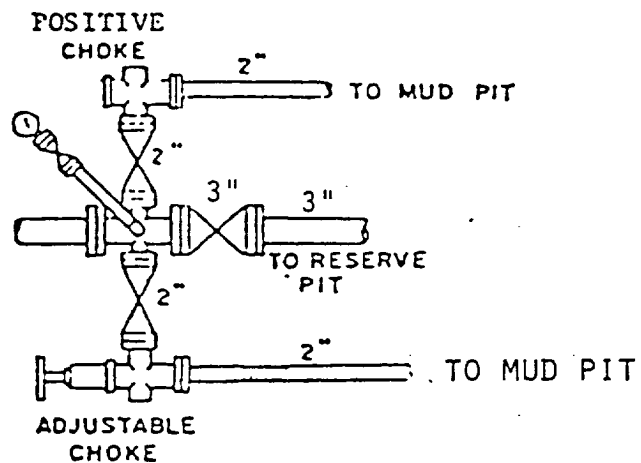 POSITIVE
CHOKE
2"
TO MUD PIT
2"
3"
3"
TO RESERVE
PIT
2"
2"
TO MUD PIT
ADJUSTABLE
CHOKE